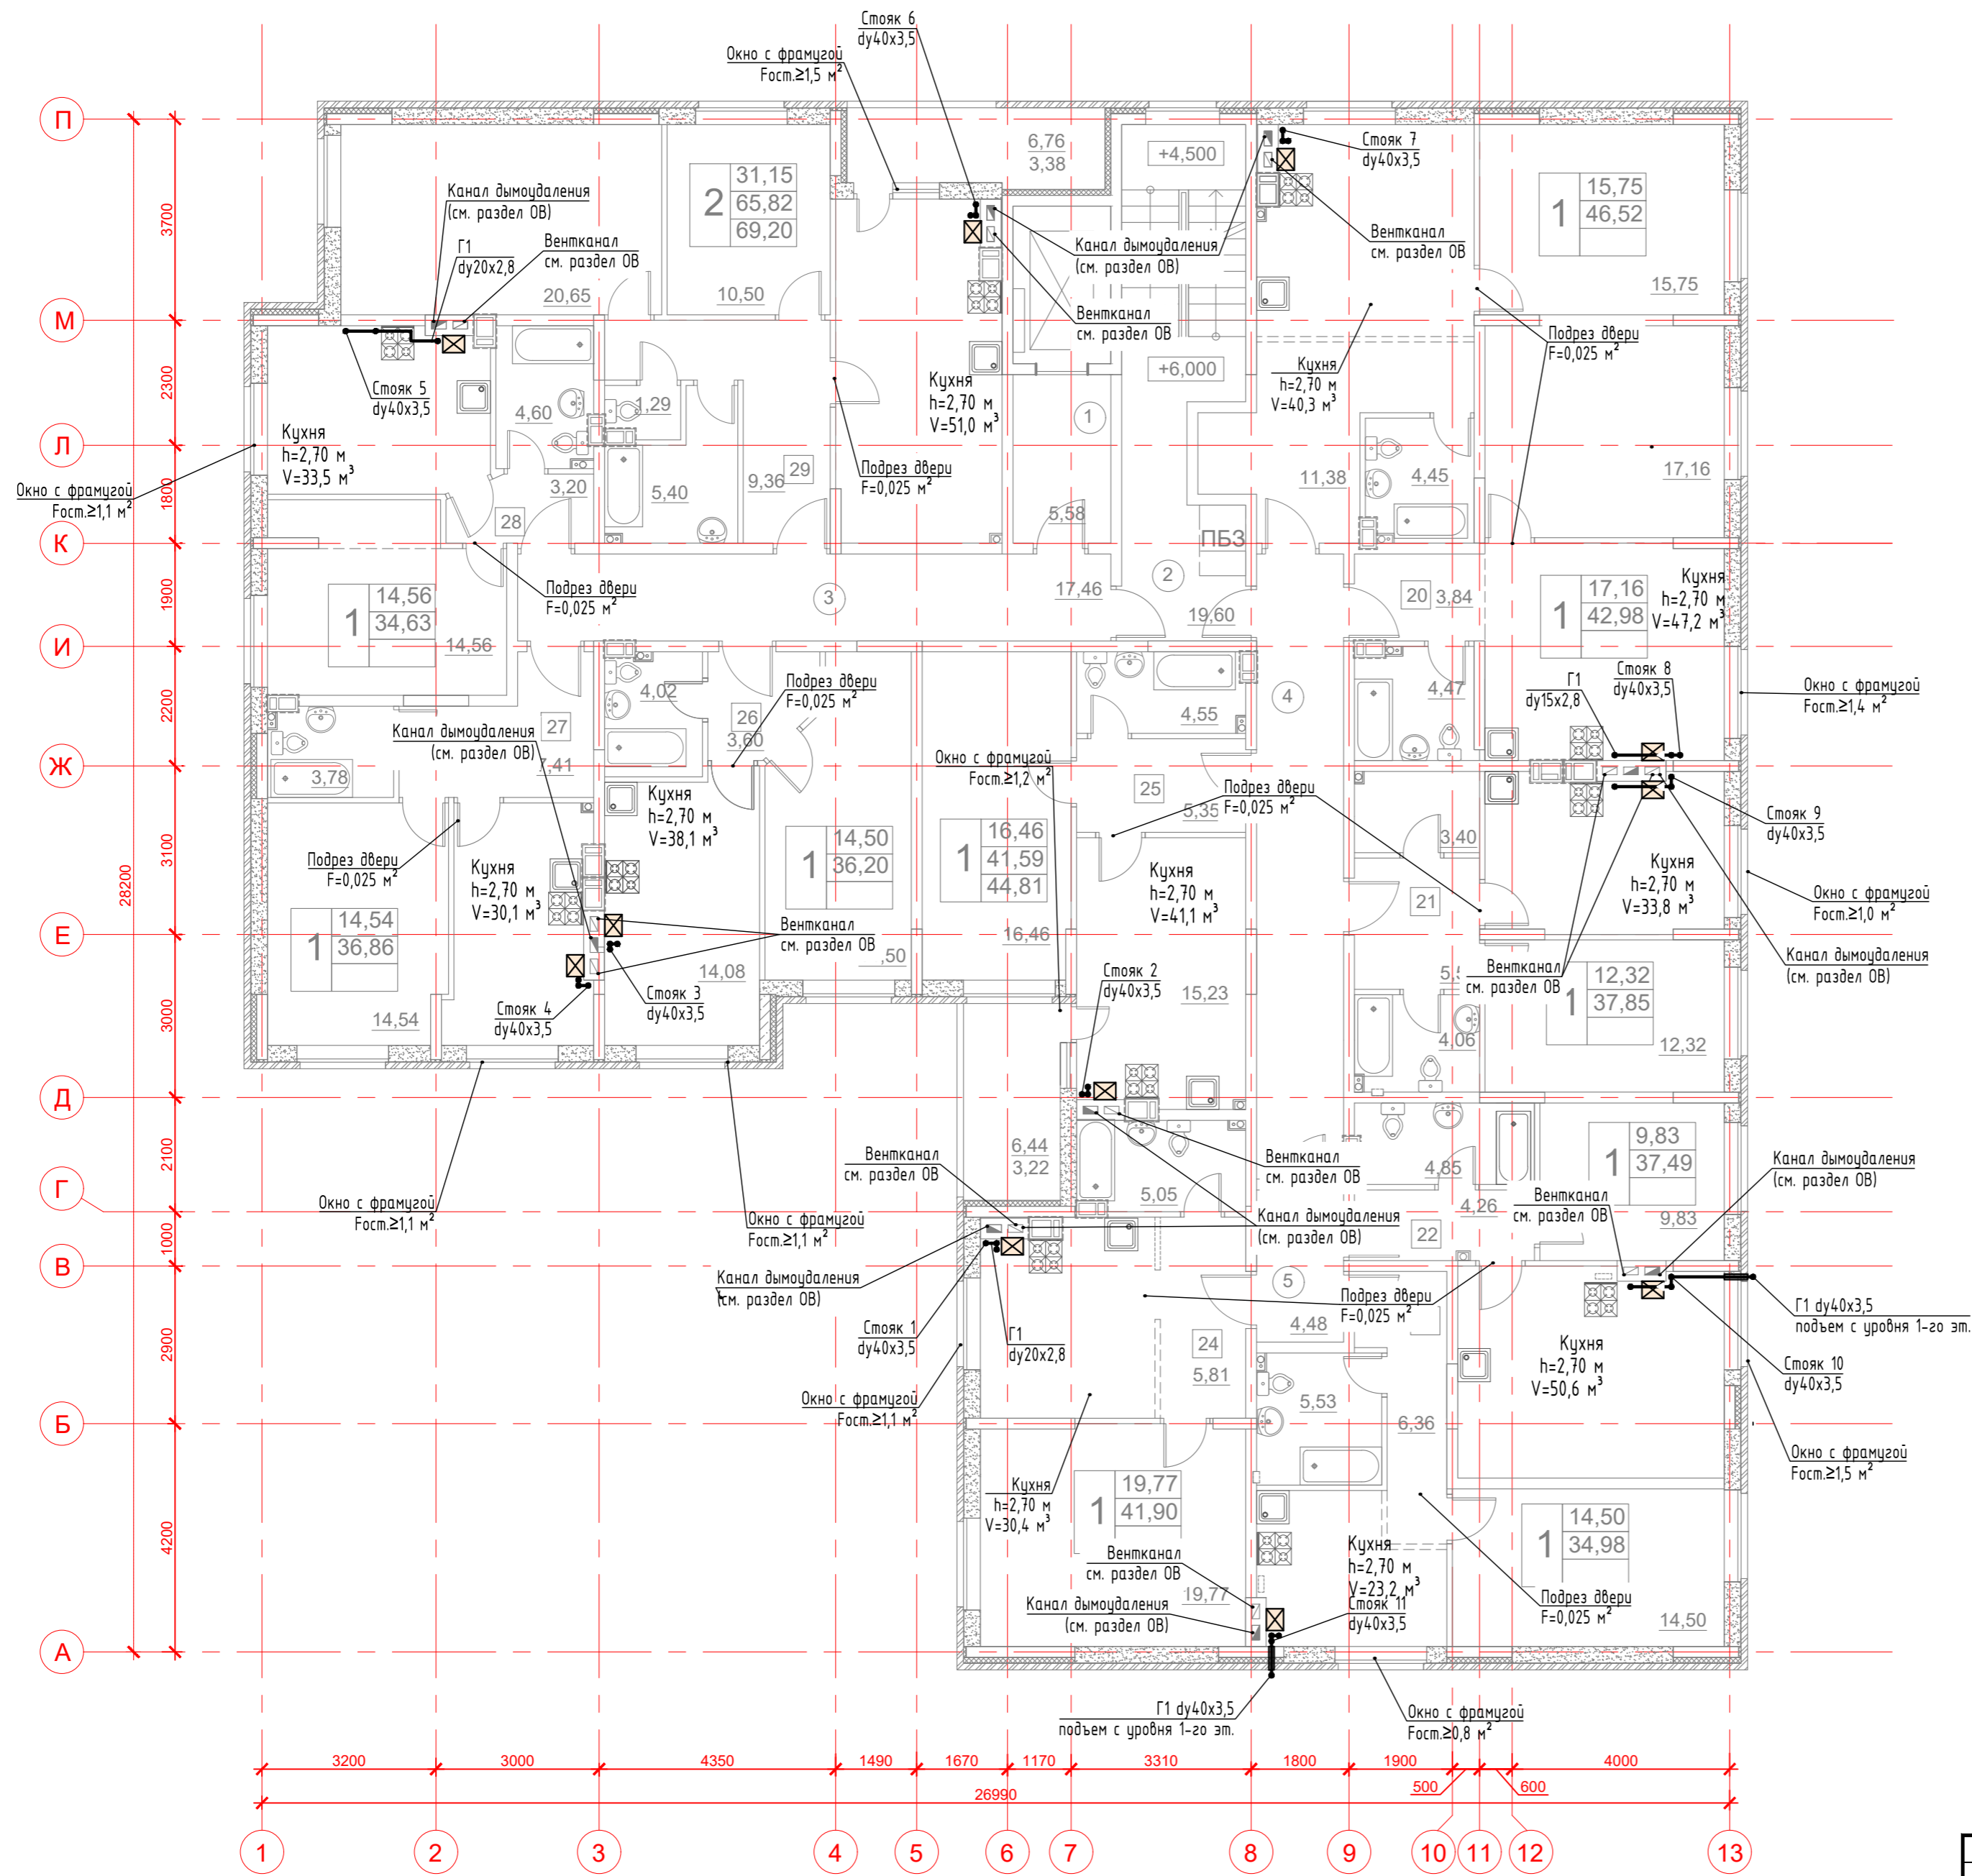 Стояк 6
dy40x3,5
Окно с фрамугой
Fост.≥1,5 м²
П
6,76
3,38
+4,500
Стояк 7
dy40x3,5
2
31,15
65,82
69,20
1
15,75
46,52
Канал дымоудаления
(см. раздел ОВ)
3700
Г1
dy20x2,8
Вентканал
см. раздел ОВ
Канал дымоудаления
(см. раздел ОВ)
Вентканал
см. раздел ОВ
20,65
10,50
15,75
М
Вентканал
см. раздел ОВ
Подрез двери
F=0,025 м²
+6,000
2300
Стояк 5
dy40x3,5
Кухня
h=2,70 м
V=51,0 м³
Кухня
h=2,70 м
V=40,3 м³
4,60
1,29
1
Л
Кухня
h=2,70 м
V=33,5 м³
Окно с фрамугой
Fост.≥1,1 м²
1800
3,20
5,40
9,36
29
Подрез двери
F=0,025 м²
11,38
4,45
17,16
28
5,58
К
ПБЗ
1900
1
14,56
34,63
Подрез двери
F=0,025 м²
3
17,46
2
19,60
20
3,84
1
17,16
42,98
Кухня
h=2,70 м
V=47,2 м³
И
14,56
2200
4,02
Подрез двери
F=0,025 м²
4,55
4
4,47
Г1
dy15x2,8
Стояк 8
dy40x3,5
Окно с фрамугой
Fост.≥1,4 м²
Канал дымоудаления
(см. раздел ОВ)
27
26
3,60
Ж
3,78
7,41
Окно с фрамугой
Fост.≥1,2 м²
25
5,35
Подрез двери
F=0,025 м²
Стояк 9
dy40x3,5
3100
28200
Кухня
h=2,70 м
V=38,1 м³
3,40
Подрез двери
F=0,025 м²
Кухня
h=2,70 м
V=30,1 м³
1
14,50
36,20
1
16,46
41,59
44,81
Кухня
h=2,70 м
V=41,1 м³
21
Кухня
h=2,70 м
V=33,8 м³
Окно с фрамугой
Fост.≥1,0 м²
Е
1
14,54
36,86
Вентканал
см. раздел ОВ
16,46
,50
14,08
Вентканал
см. раздел ОВ
Канал дымоудаления
(см. раздел ОВ)
3000
14,54
Стояк 4
dy40x3,5
Стояк 3
dy40x3,5
Стояк 2
dy40x3,5
15,23
1
12,32
37,85
4,06
12,32
Д
2100
6,44
3,22
Вентканал
см. раздел ОВ
Вентканал
см. раздел ОВ
4,85
1
9,83
37,49
Канал дымоудаления
(см. раздел ОВ)
Г
Окно с фрамугой
Fост.≥1,1 м²
Окно с фрамугой
Fост.≥1,1 м²
5,05
Канал дымоудаления
(см. раздел ОВ)
4,26
22
Вентканал
см. раздел ОВ
9,83
1000
В
Канал дымоудаления
(см. раздел ОВ)
5
Подрез двери
F=0,025 м²
Г1 dy40x3,5
подъем с уровня 1-го эт.
2900
Стояк 1
dy40x3,5
Г1
dy20x2,8
24
5,81
4,48
Кухня
h=2,70 м
V=50,6 м³
Стояк 10
dy40x3,5
Окно с фрамугой
Fост.≥1,1 м²
5,53
6,36
Б
Окно с фрамугой
Fост.≥1,5 м²
4200
Кухня
h=2,70 м
V=30,4 м³
1
19,77
41,90
1
14,50
34,98
Вентканал
см. раздел ОВ
Кухня
h=2,70 м
V=23,2 м³
Стояк 11
dy40x3,5
Канал дымоудаления
(см. раздел ОВ)
19,77
Подрез двери
F=0,025 м²
14,50
А
Г1 dy40x3,5
подъем с уровня 1-го эт.
Окно с фрамугой
Fост.≥0,8 м²
3200
3000
4350
1490
1670
1170
3310
1800
1900
500
600
4000
26990
1
2
3
4
5
6
7
8
9
10
11
12
13